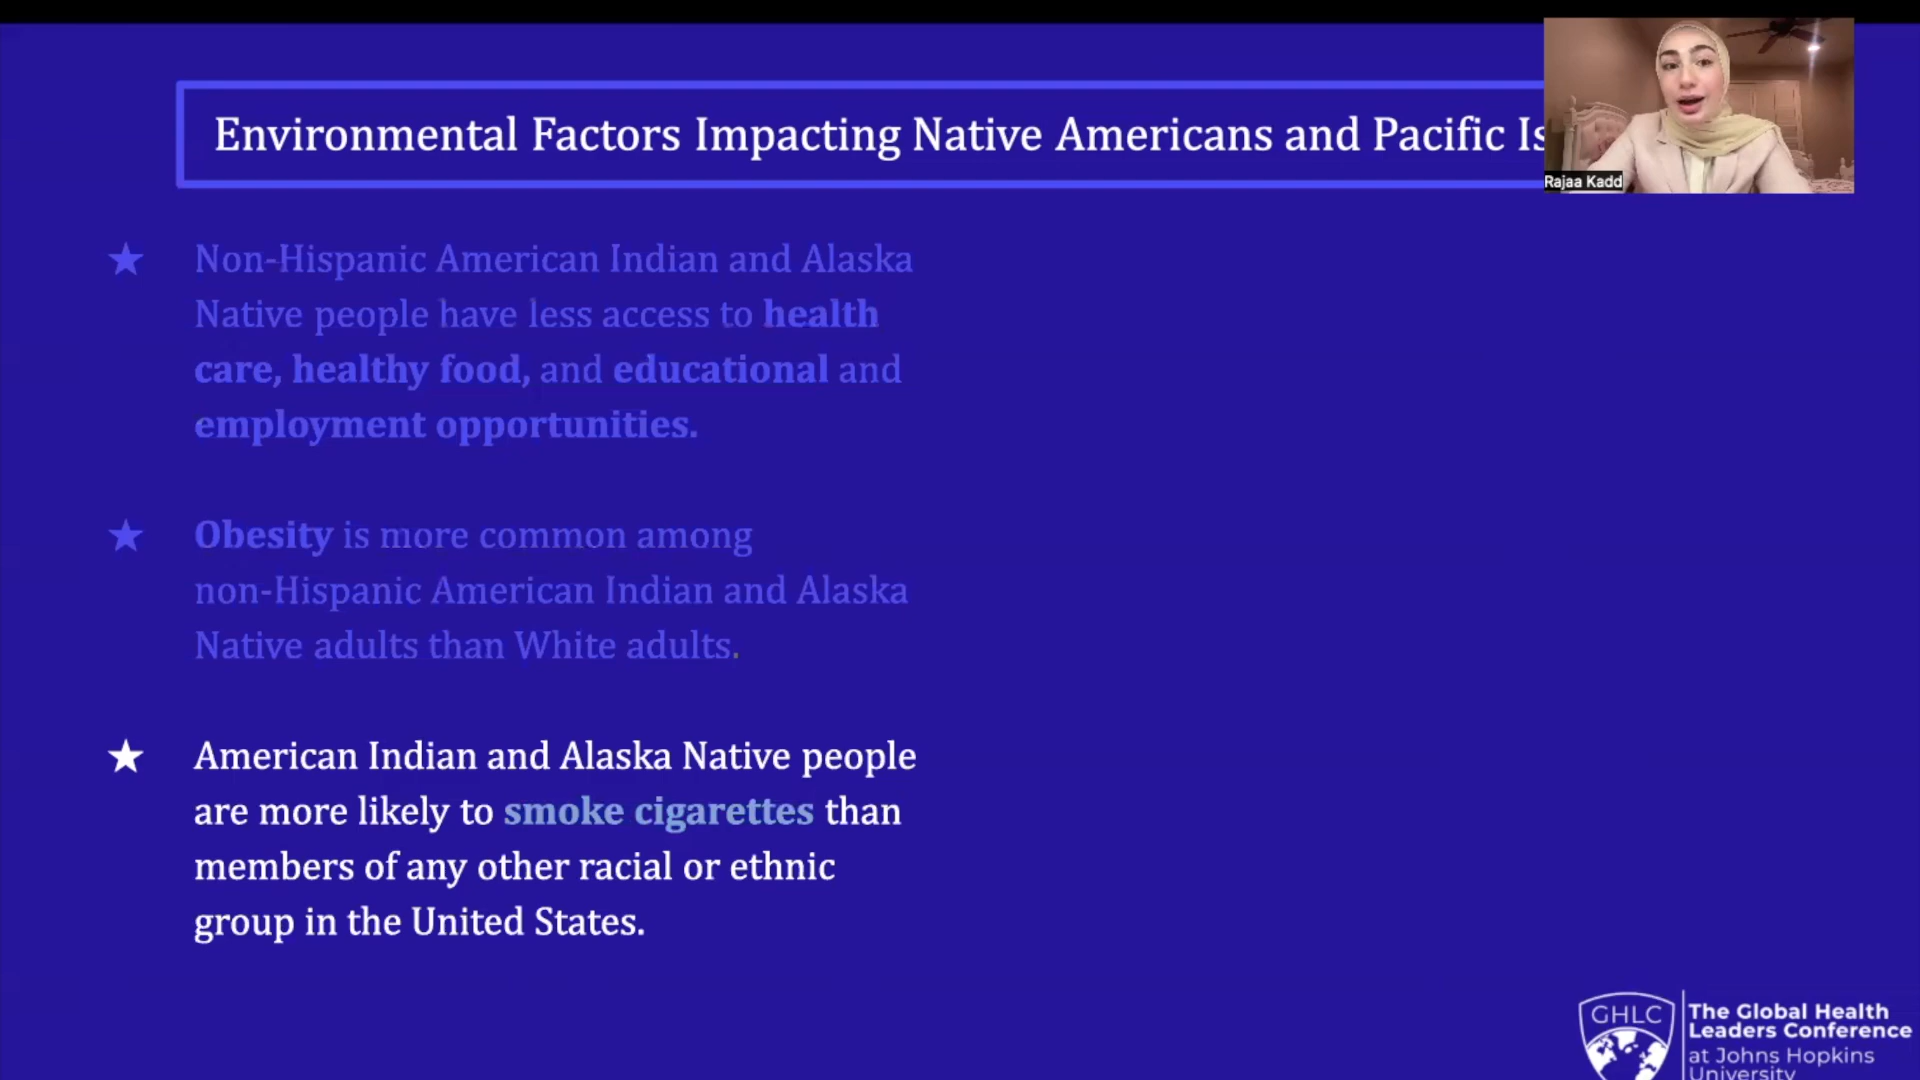 Environmental Factors Impacting Native Americans and Pacific Is
Rajaa Kadd
★ Non-Hispanic American Indian and Alaska
Native people have less access to health
care, healthy food, and educational and
employment opportunities.
★ Obesity is more common among
non-Hispanic American Indian and Alaska
Native adults than White adults.
★ American Indian and Alaska Native people
are more likely to smoke cigarettes than
members of any other racial or ethnic
group in the United States.
GHLC
The Global Health
Leaders Conference
at Johns Hopkins
University